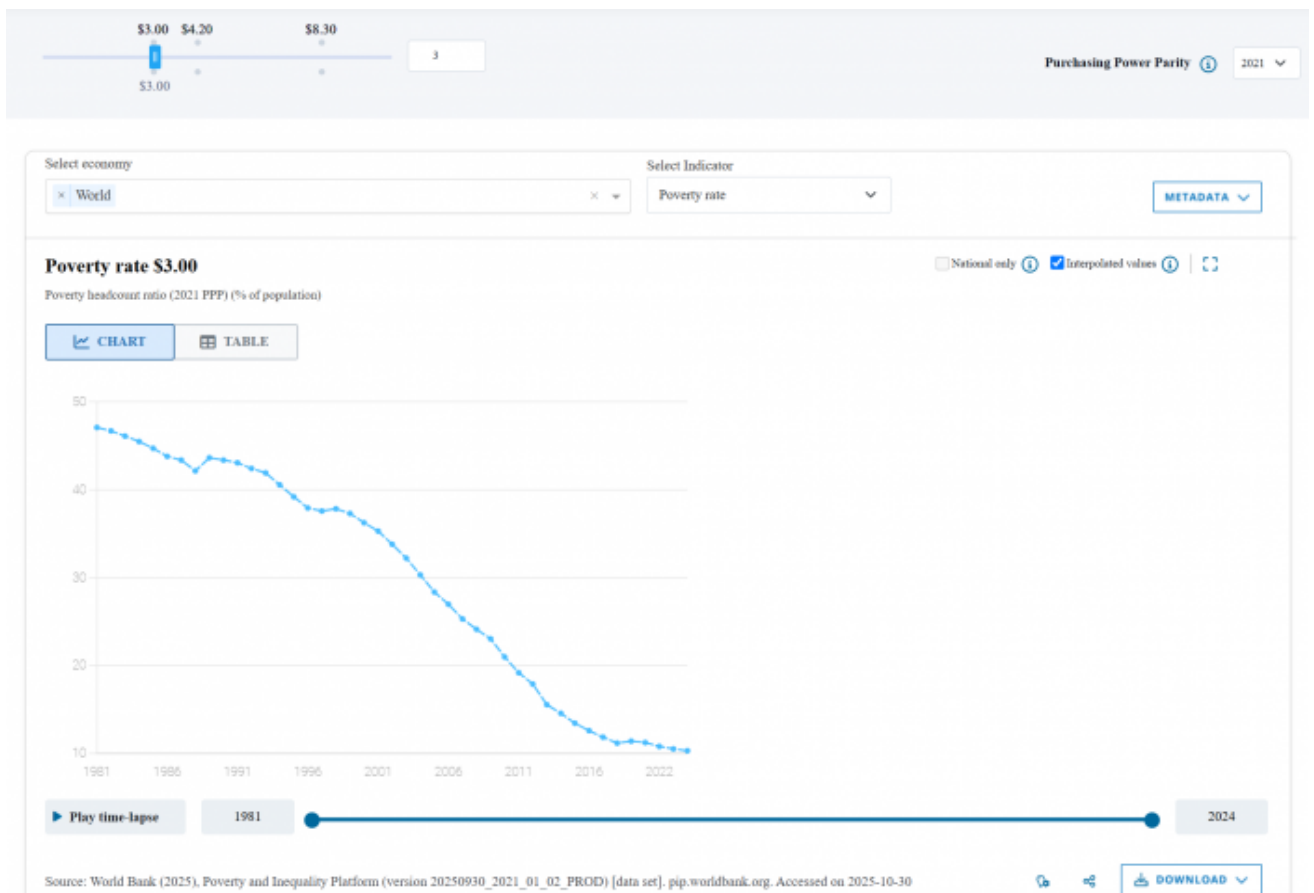 $3.00 $4.20 $8.30
3
$3.00
Purchasing Power Parity
2021
Select economy
Select Indicator
× World
Poverty rate
METADATA
Poverty rate $3.00
National only
Interpolated values
Poverty headcount ratio (2021 PPP) (% of population)
CHART
TABLE
50
40
30
20
10
1981 1986 1991 1996 2001 2006 2011 2016 2022
Play time-lapse
1981
2024
Source: World Bank (2025), Poverty and Inequality Platform (version 20250930_2021_01_02_PROD) [data set]. pip.worldbank.org. Accessed on 2025-10-30
DOWNLOAD